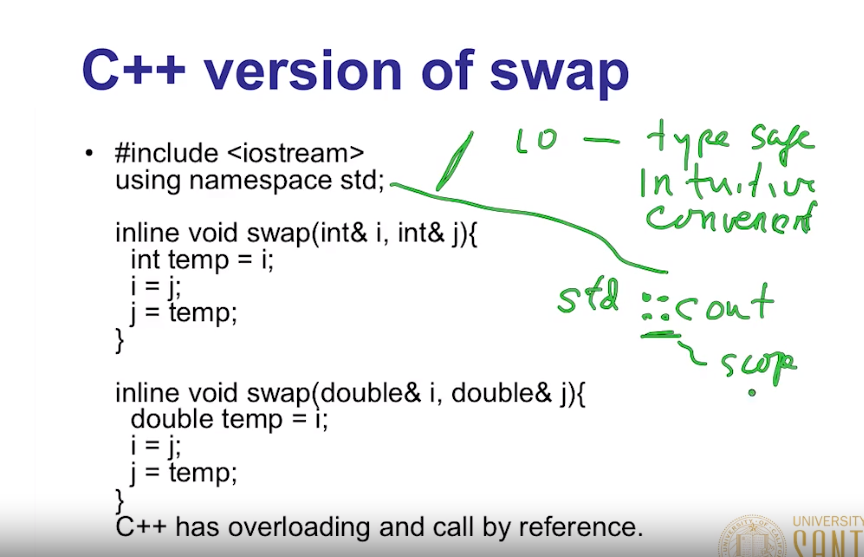 C++ version of swap
• #include <iostream>
using namespace std;
IO — type safe
Intuitive
convenent
inline void swap(int& i, int& j){
int temp = i;
i = j;
j = temp;
}
std::cout
scope
inline void swap(double& i, double& j){
double temp = i;
i = j;
j = temp;
}
C++ has overloading and call by reference.
UNIVERSITY